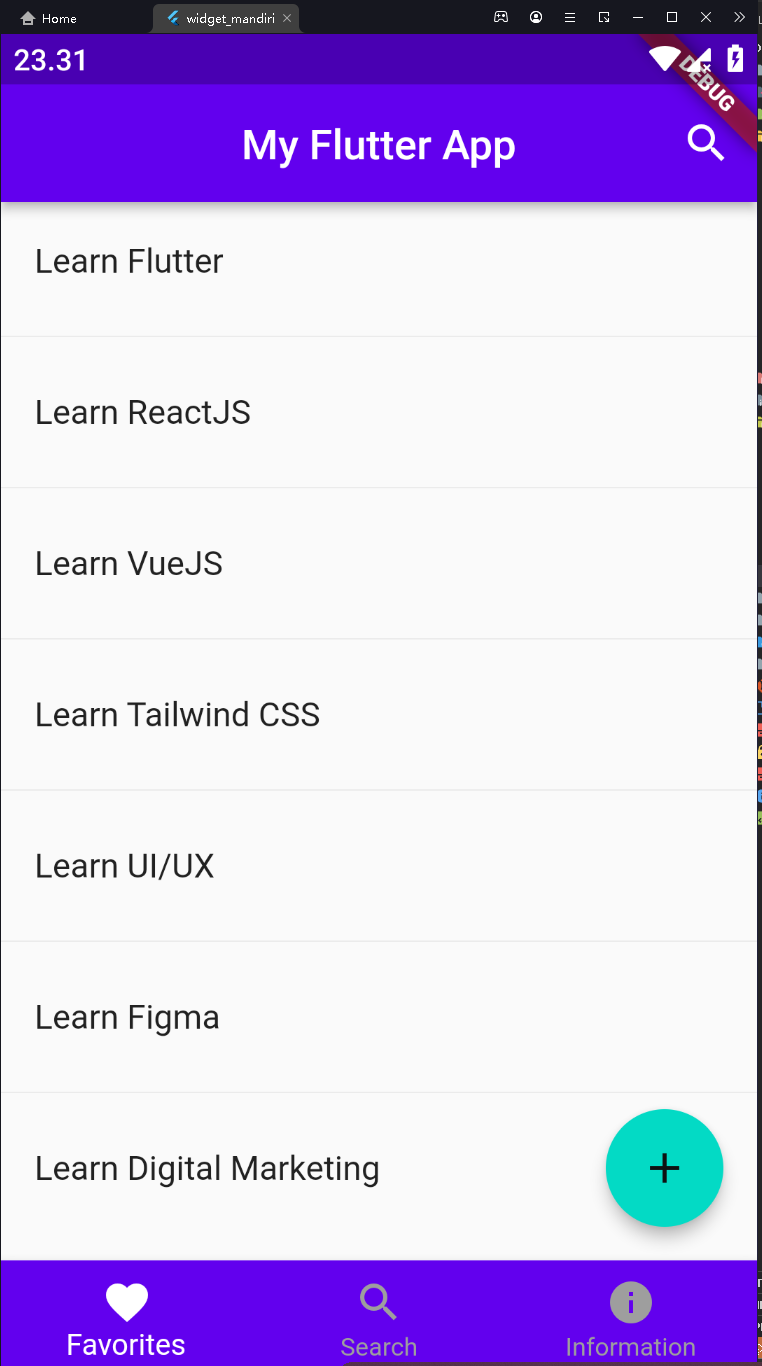 Home
widget_mandiri
23.31
DEBUG
My Flutter App
Learn Flutter
Learn ReactJS
Learn VueJS
Learn Tailwind CSS
Learn UI/UX
Learn Figma
Learn Digital Marketing
Favorites
Search
Information